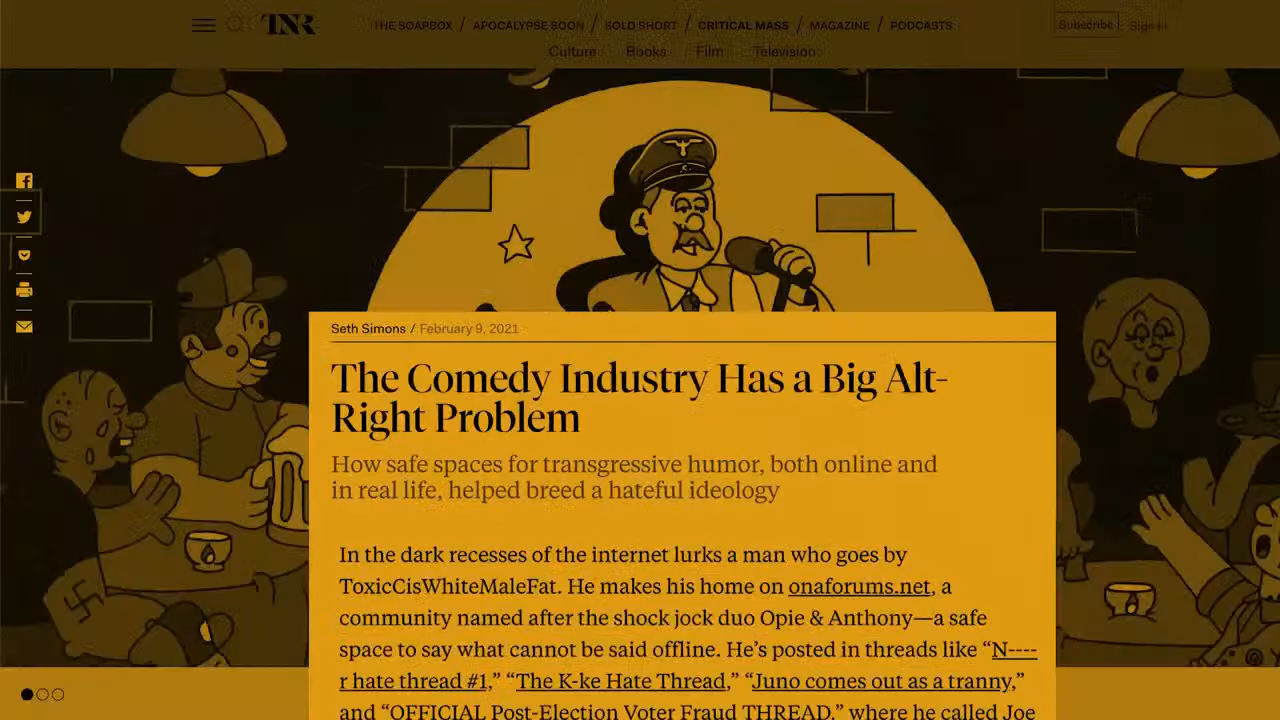 TNR
THE SOAPBOX / APOCALYPSE SOON / SOLD SHORT / CRITICAL MASS / MAGAZINE / PODCASTS
Subscribe Sign in
Culture Books Film Television
Seth Simons / February 9, 2021
The Comedy Industry Has a Big Alt-
Right Problem
How safe spaces for transgressive humor, both online and
in real life, helped breed a hateful ideology
In the dark recesses of the internet lurks a man who goes by
ToxicCisWhiteMaleFat. He makes his home on onaforums.net, a
community named after the shock jock duo Opie & Anthony—a safe
space to say what cannot be said offline. He’s posted in threads like “N----
r hate thread #1,” “The K-ke Hate Thread,” “Juno comes out as a tranny,”
and “OFFICIAL Post-Election Voter Fraud THREAD,” where he called Joe